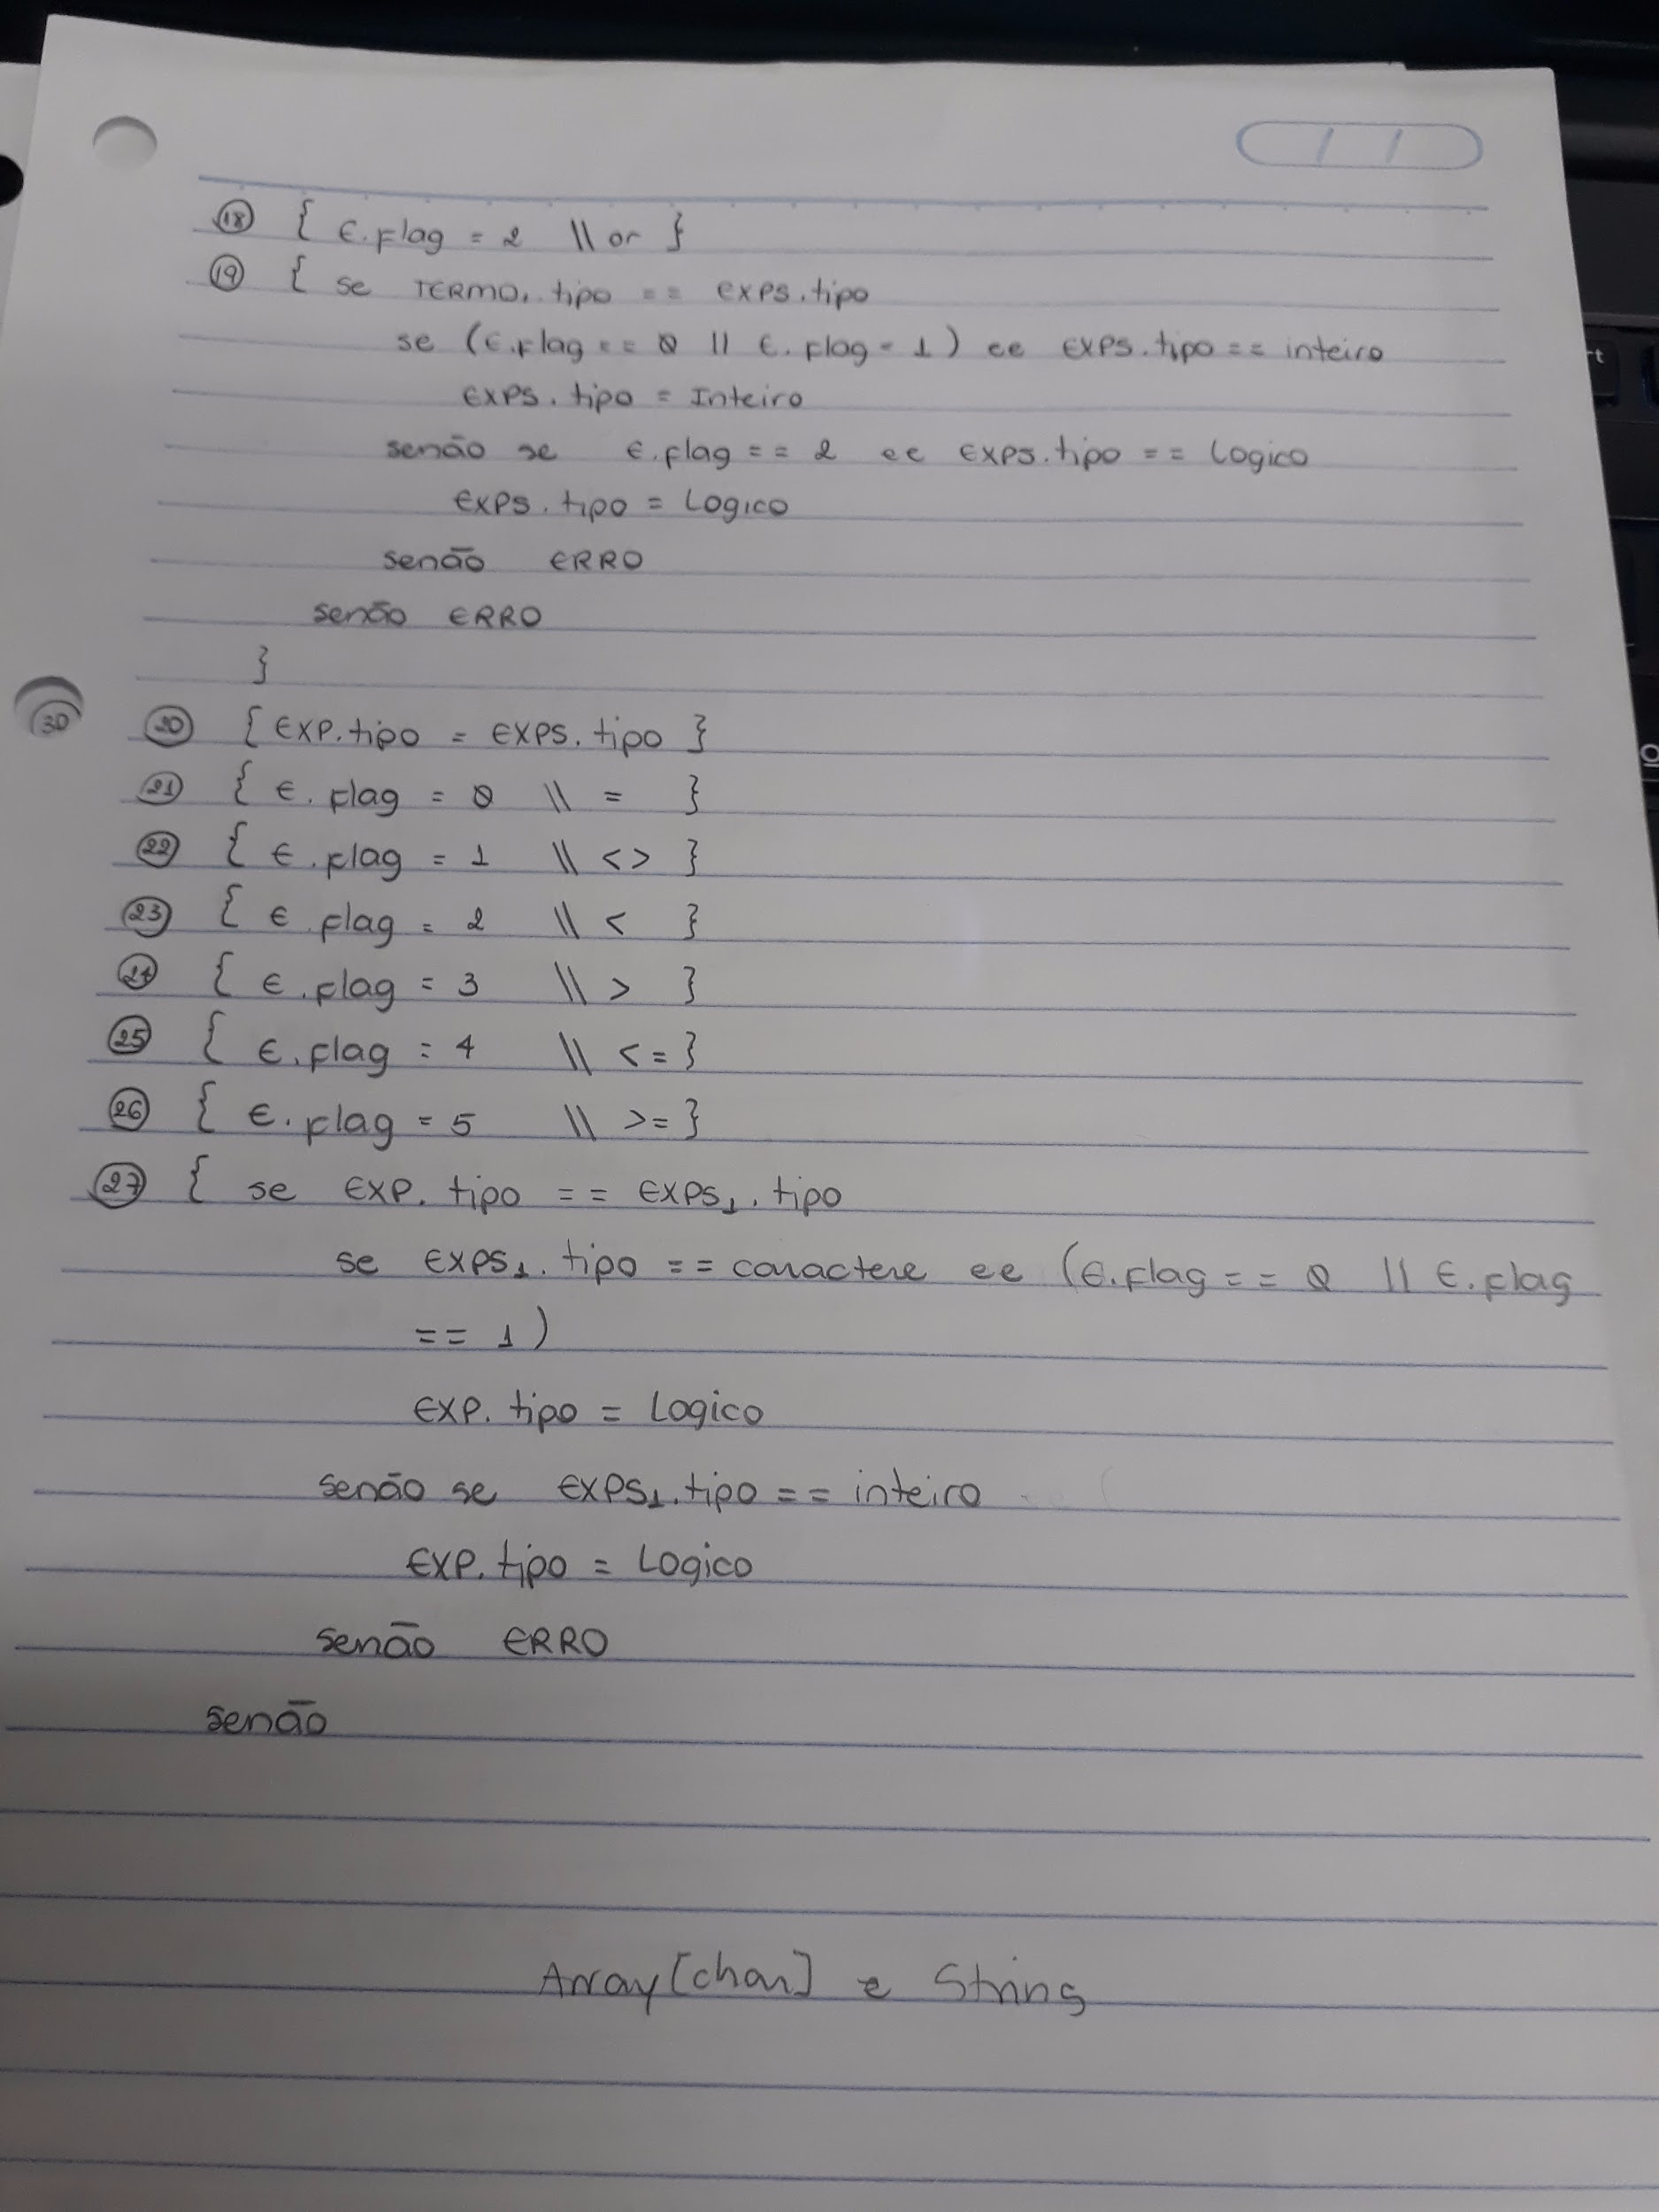 18 { E.flag = 2 \\ or }
19 { se TERMO1.tipo == EXPS.tipo
se (E.flag == 0 || E.flag = 1) ee EXPS.tipo == inteiro
EXPS.tipo = Inteiro
senão se E.flag == 2 ee EXPS.tipo == Logico
EXPS.tipo = Logico
senão ERRO
senão ERRO
}
20 { EXP.tipo = EXPS.tipo }
21 { E.flag = 0 \\ = }
22 { E.flag = 1 \\ <> }
23 { E.flag = 2 \\ < }
24 { E.flag = 3 \\ > }
25 { E.flag = 4 \\ <= }
26 { E.flag = 5 \\ >= }
27 { se EXP.tipo == EXPS1.tipo
se EXPS1.tipo == caractere ee (E.flag == 0 || E.flag
== 1)
EXP.tipo = Logico
senão se EXPS1.tipo == inteiro
EXP.tipo = Logico
senão ERRO
senão
Array[char] e String